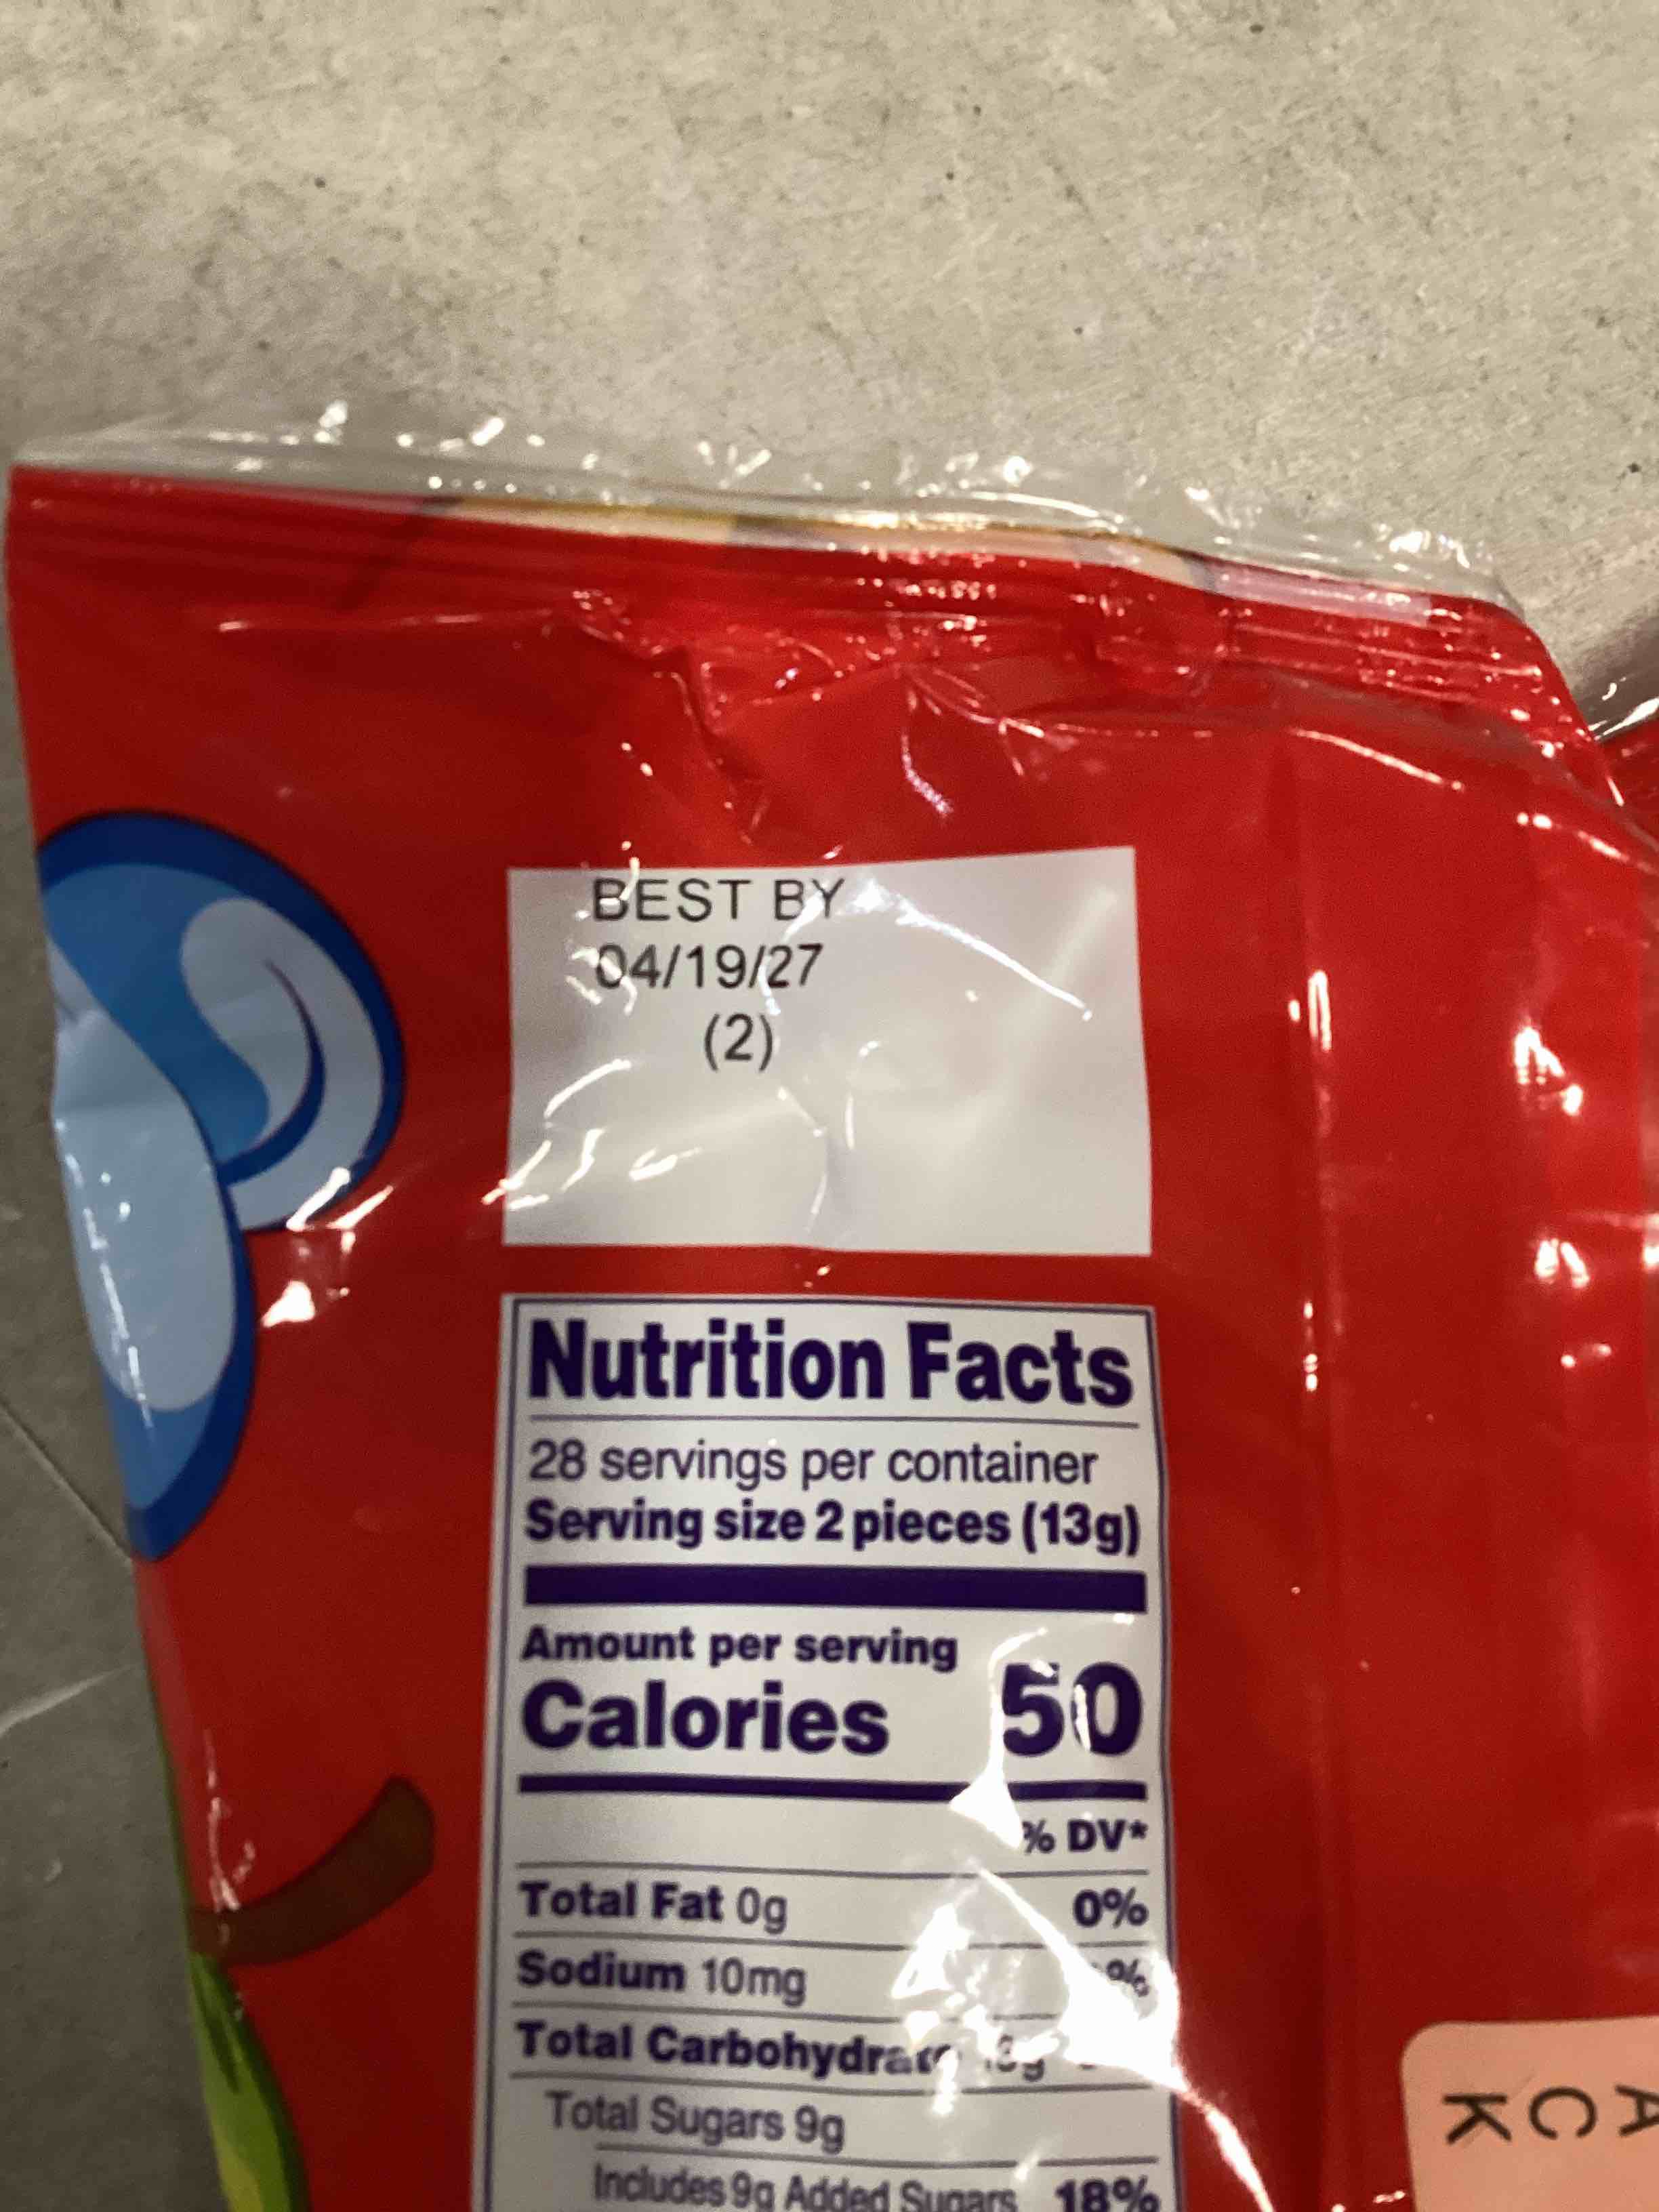 BEST BY
04/19/27
(2)
Nutrition Facts
28 servings per container
Serving size 2 pieces (13g)
Amount per serving
Calories 50
% DV*
Total Fat 0g 0%
Sodium 10mg %
Total Carbohydrate
Total Sugars 9g
Includes 9g Added Sugars 18%
ACK